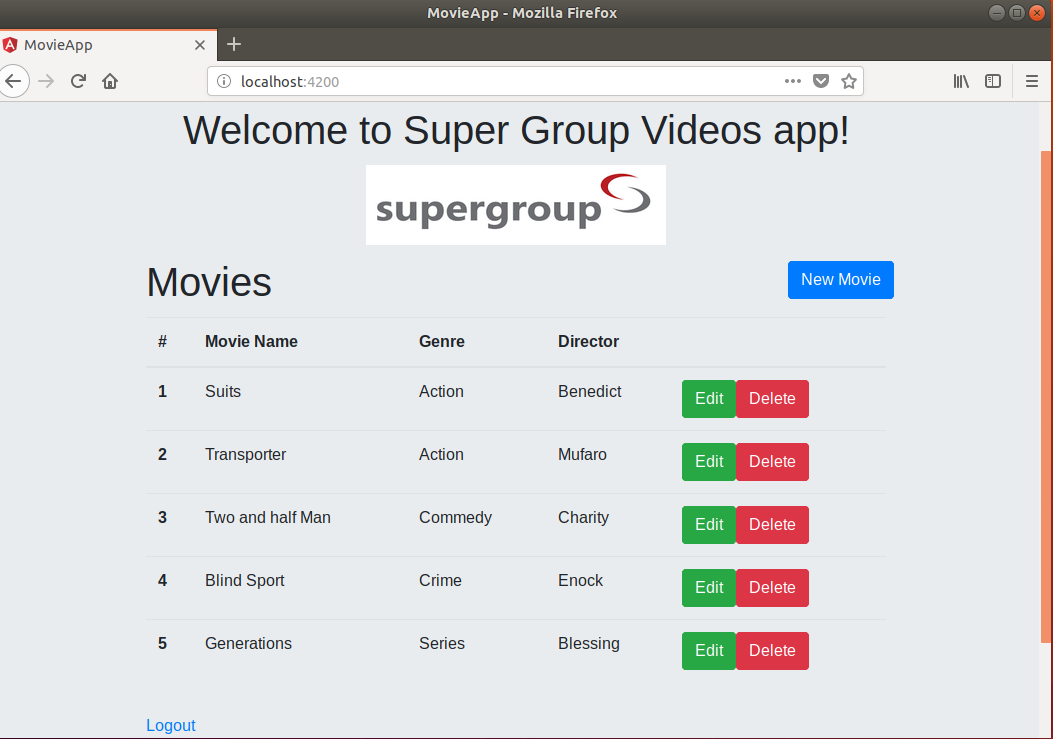 MovieApp - Mozilla Firefox
MovieApp
localhost:4200
Welcome to Super Group Videos app!
supergroup
Movies New Movie
# Movie Name Genre Director
1 Suits Action Benedict Edit Delete
2 Transporter Action Mufaro Edit Delete
3 Two and half Man Commedy Charity Edit Delete
4 Blind Sport Crime Enock Edit Delete
5 Generations Series Blessing Edit Delete
Logout